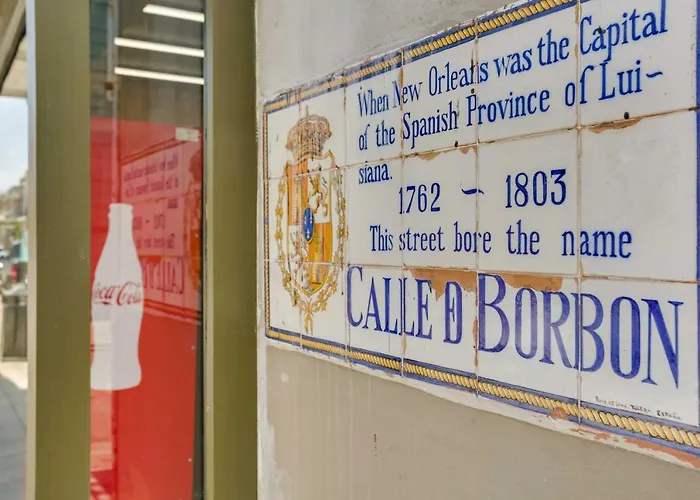 When New Orleans was the Capital
of the Spanish Province of Lui~
siana.
1762 ~ 1803
This street bore the name
CALLE D BORBON
Coca-Cola